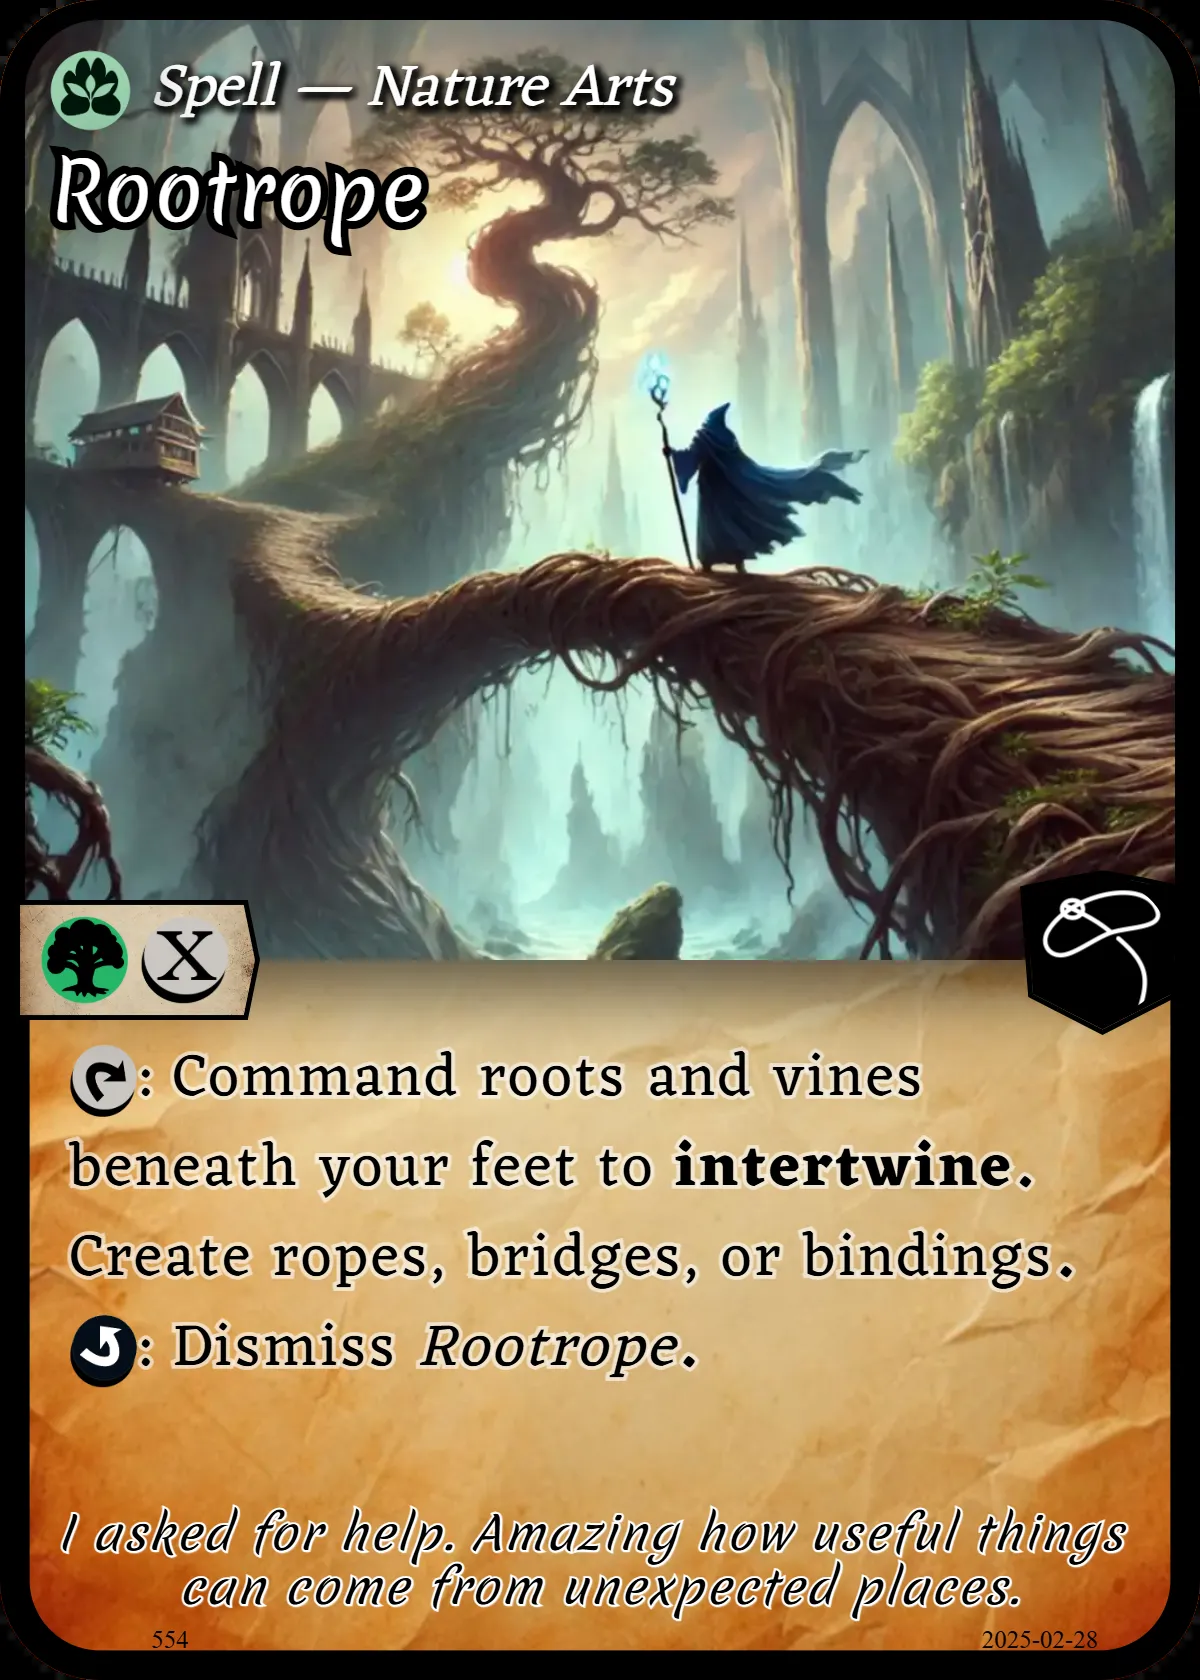 Spell — Nature Arts
Rootrope
X
: Command roots and vines
beneath your feet to intertwine.
Create ropes, bridges, or bindings.
: Dismiss Rootrope.
I asked for help. Amazing how useful things
can come from unexpected places.
554
2025-02-28